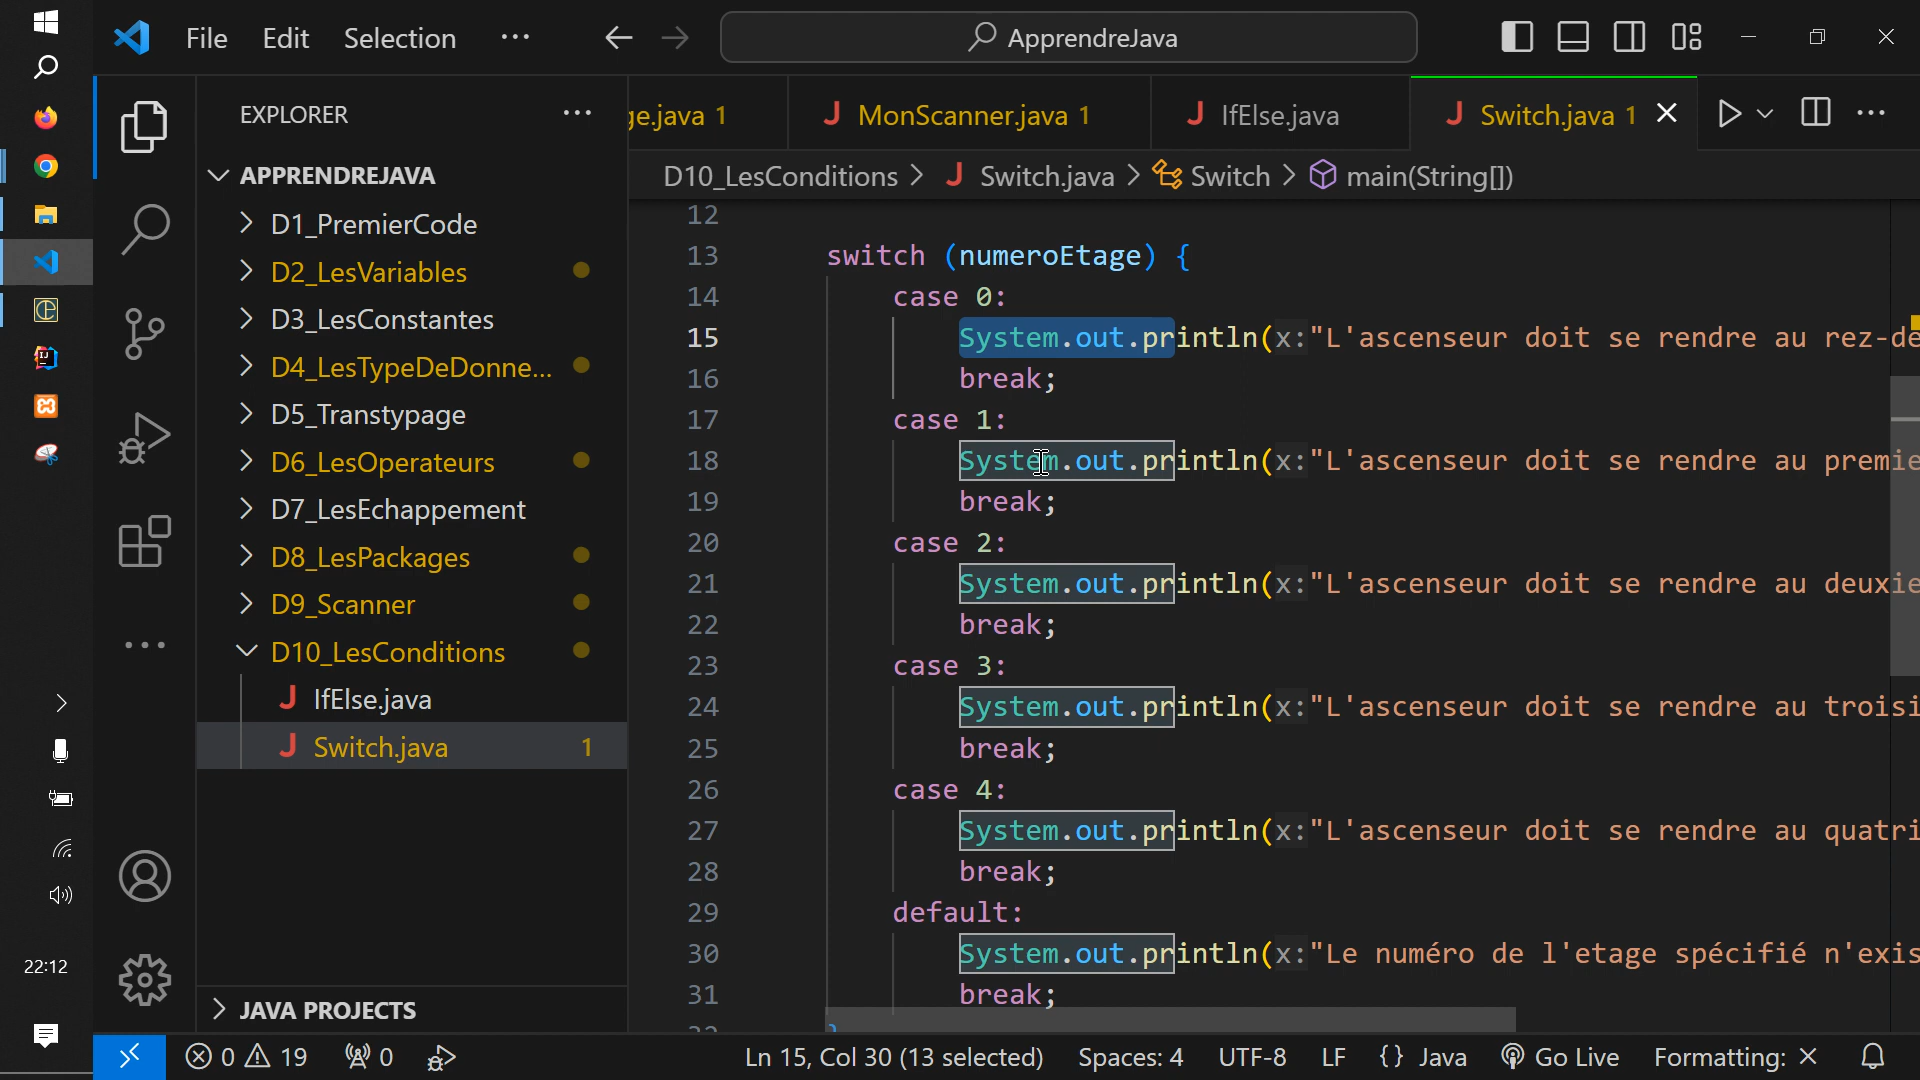 File Edit Selection ··· ApprendreJava
EXPLORER ···
APPRENDREJAVA
D1_PremierCode
D2_LesVariables
D3_LesConstantes
D4_LesTypeDeDonne...
D5_Transtypage
D6_LesOperateurs
D7_LesEchappement
D8_LesPackages
D9_Scanner
D10_LesConditions
J IfElse.java
J Switch.java 1
JAVA PROJECTS
ge.java 1 J MonScanner.java 1 J IfElse.java J Switch.java 1
D10_LesConditions > J Switch.java > Switch > main(String[])
12
13 switch (numeroEtage) {
14 case 0:
15 System.out.println(x:"L'ascenseur doit se rendre au rez-de
16 break;
17 case 1:
18 System.out.println(x:"L'ascenseur doit se rendre au premie
19 break;
20 case 2:
21 System.out.println(x:"L'ascenseur doit se rendre au deuxie
22 break;
23 case 3:
24 System.out.println(x:"L'ascenseur doit se rendre au troisi
25 break;
26 case 4:
27 System.out.println(x:"L'ascenseur doit se rendre au quatri
28 break;
29 default:
30 System.out.println(x:"Le numéro de l'etage spécifié n'exis
31 break;
22:12
0 19 0 Ln 15, Col 30 (13 selected) Spaces: 4 UTF-8 LF {} Java Go Live Formatting: ×